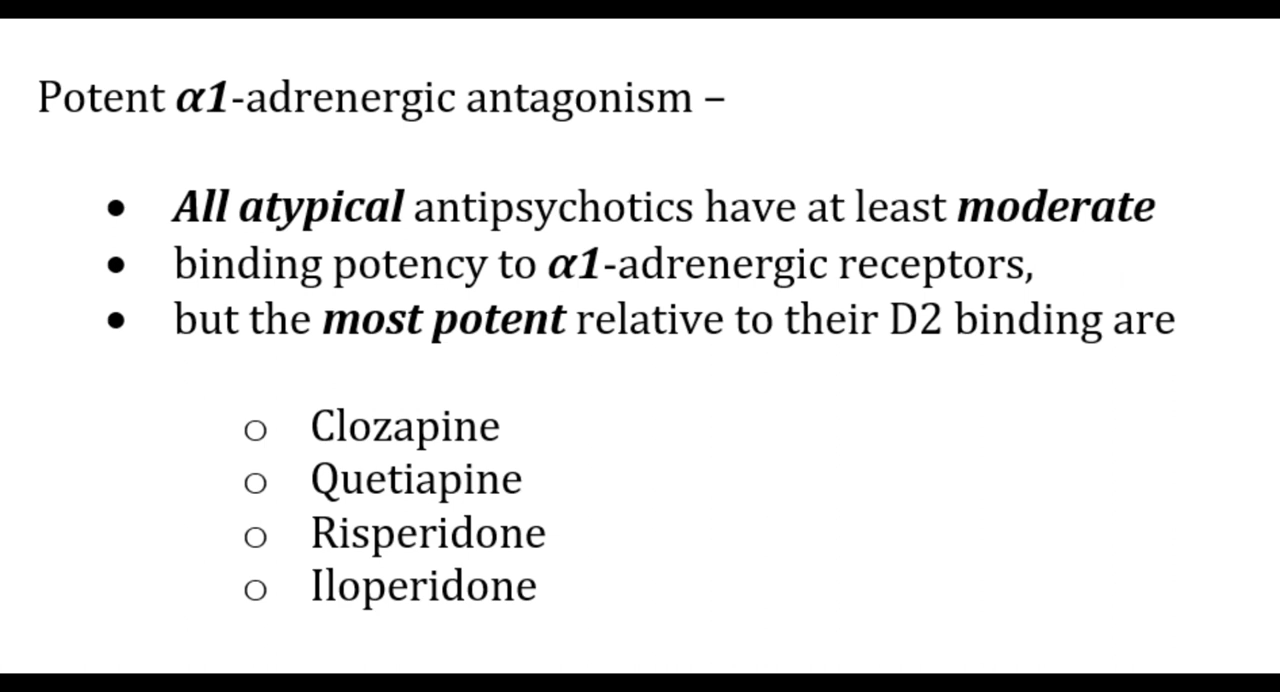 Potent α1-adrenergic antagonism –
• All atypical antipsychotics have at least moderate
• binding potency to α1-adrenergic receptors,
• but the most potent relative to their D2 binding are
o Clozapine
o Quetiapine
o Risperidone
o Iloperidone